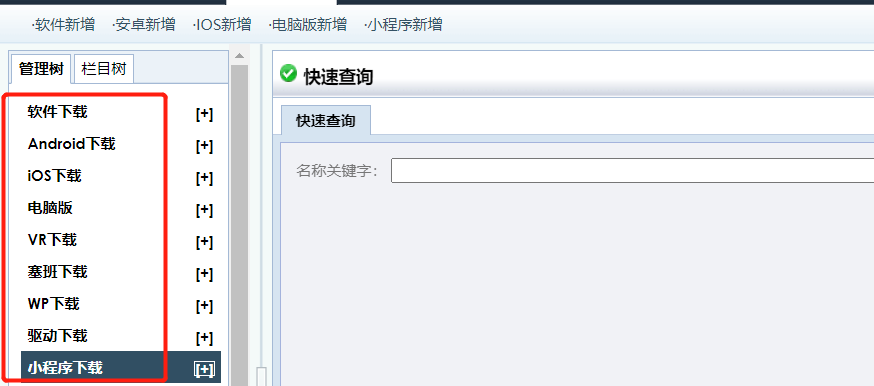 ·软件新增 ·安卓新增 ·IOS新增 ·电脑版新增 ·小程序新增
管理树 栏目树
快速查询
快速查询
名称关键字：
软件下载 [+]
Android下载 [+]
iOS下载 [+]
电脑版 [+]
VR下载 [+]
塞班下载 [+]
WP下载 [+]
驱动下载 [+]
小程序下载 [+]